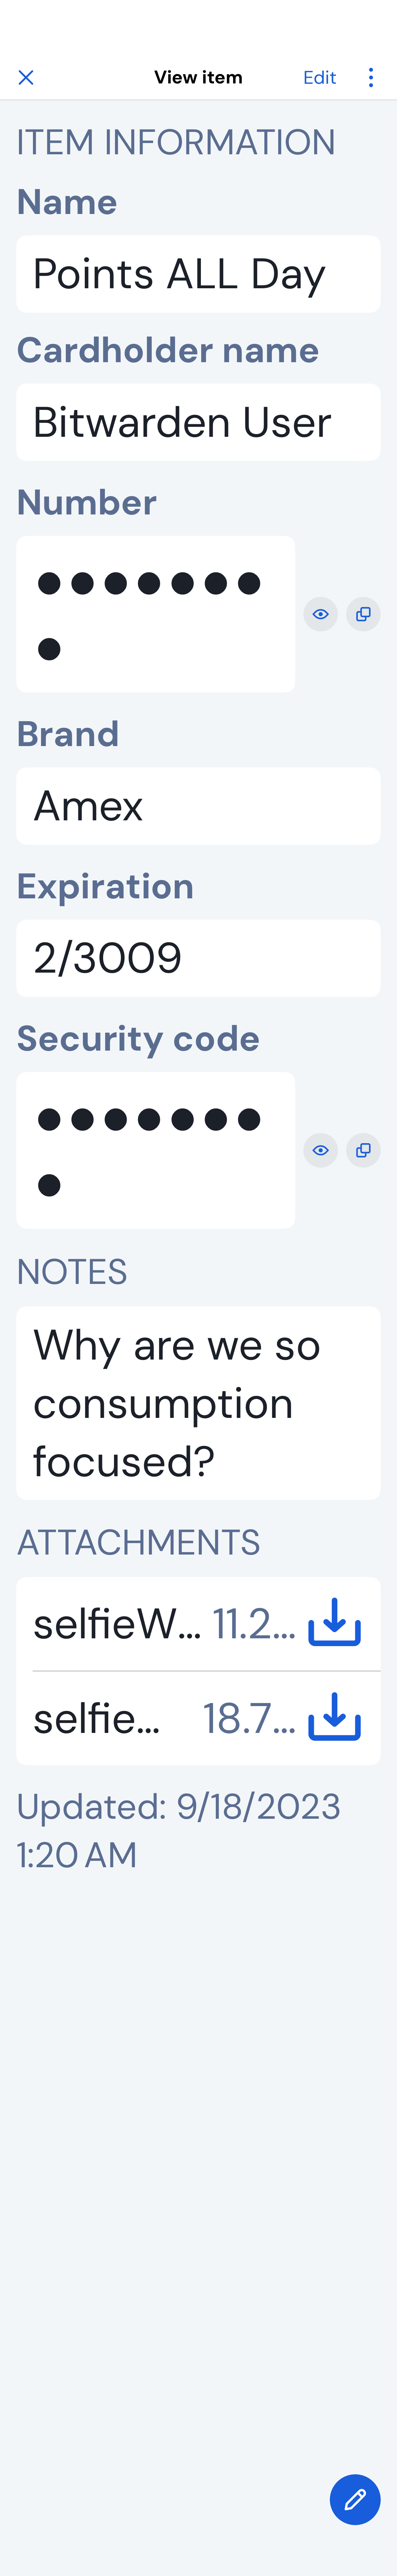 View item
Edit
ITEM INFORMATION
Name
Points ALL Day
Cardholder name
Bitwarden User
Number
●●●●●●●
●
Brand
Amex
Expiration
2/3009
Security code
●●●●●●●
●
NOTES
Why are we so
consumption
focused?
ATTACHMENTS
selfieW... 11.2...
selfie... 18.7...
Updated: 9/18/2023
1:20 AM